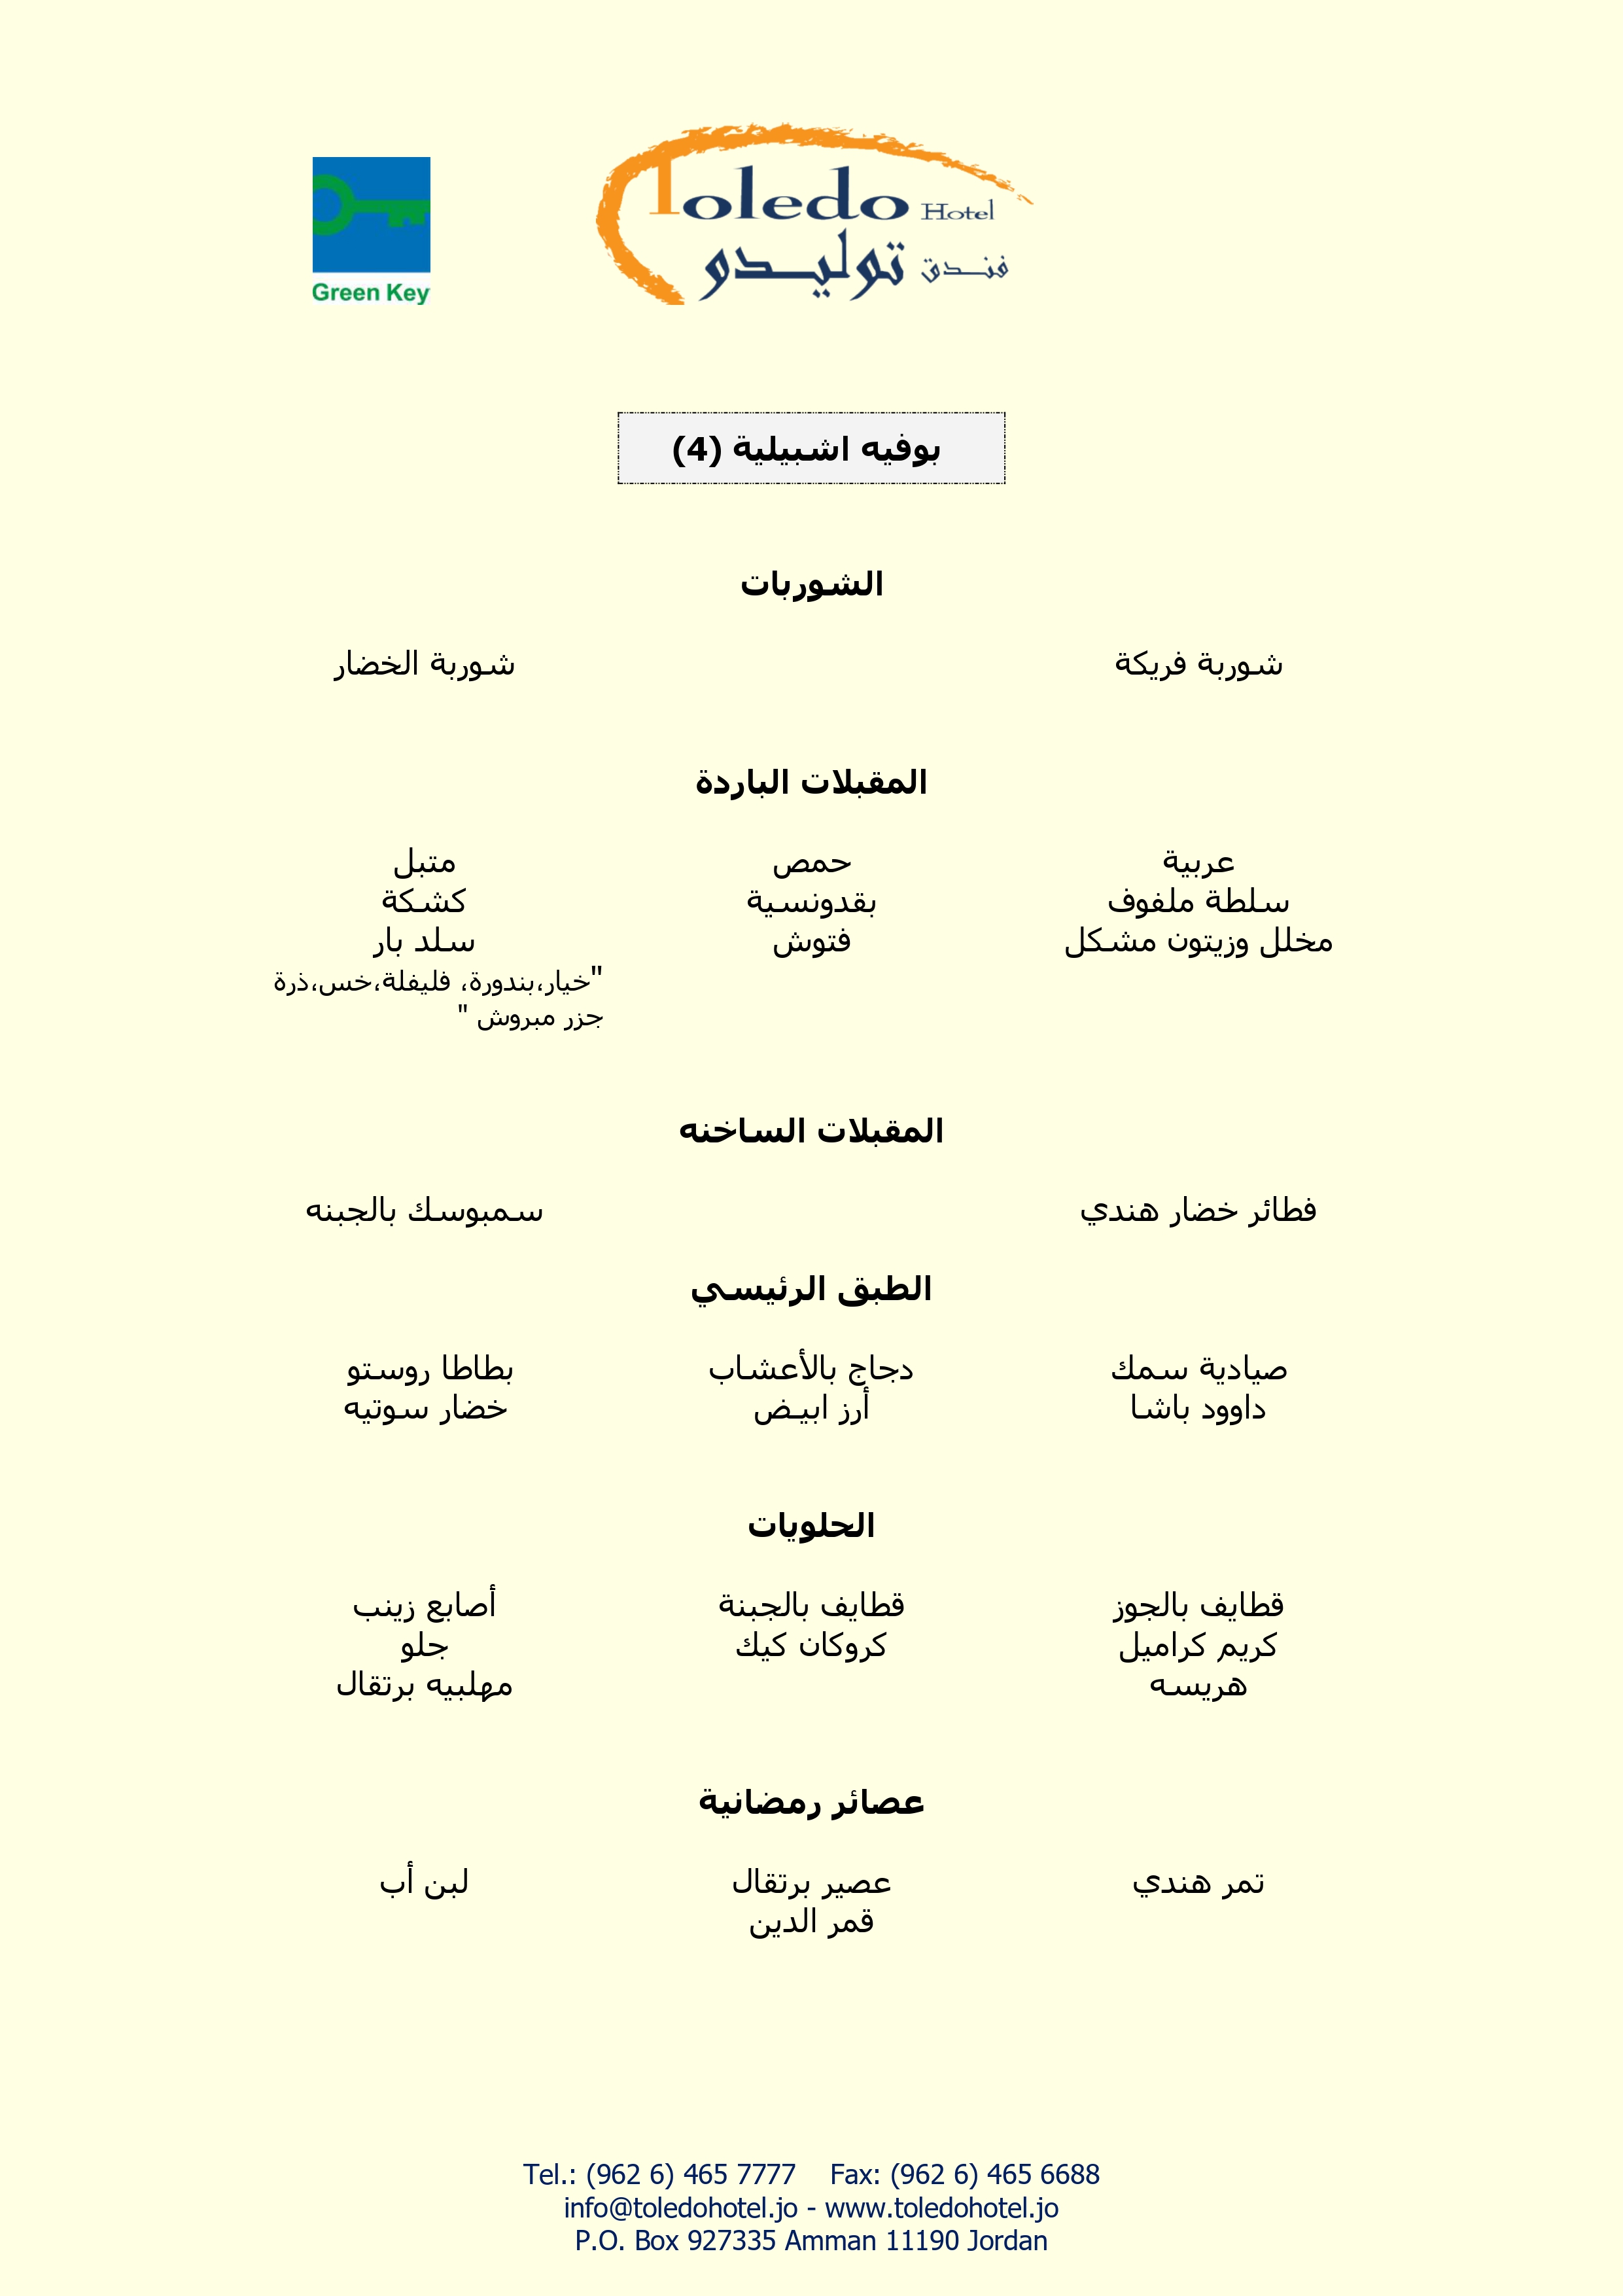 Green Key
Toledo Hotel
فندق توليدو
بوفيه اشبيلية (4)
الشوربات
شوربة فريكة شوربة الخضار
المقبلات الباردة
عربية حمص متبل
سلطة ملفوف بقدونسية كشكة
مخلل وزيتون مشكل فتوش سلد بار
"خيار،بندورة، فليفلة،خس،ذرة
جزر مبروش "
المقبلات الساخنه
فطائر خضار هندي سمبوسك بالجبنه
الطبق الرئيسي
صيادية سمك دجاج بالأعشاب بطاطا روستو
داوود باشا أرز ابيض خضار سوتيه
الحلويات
قطايف بالجوز قطايف بالجبنة أصابع زينب
كريم كراميل كروكان كيك جلو
هريسه مهلبيه برتقال
عصائر رمضانية
تمر هندي عصير برتقال لبن أب
قمر الدين
Tel.: (962 6) 465 7777 Fax: (962 6) 465 6688
info@toledohotel.jo - www.toledohotel.jo
P.O. Box 927335 Amman 11190 Jordan